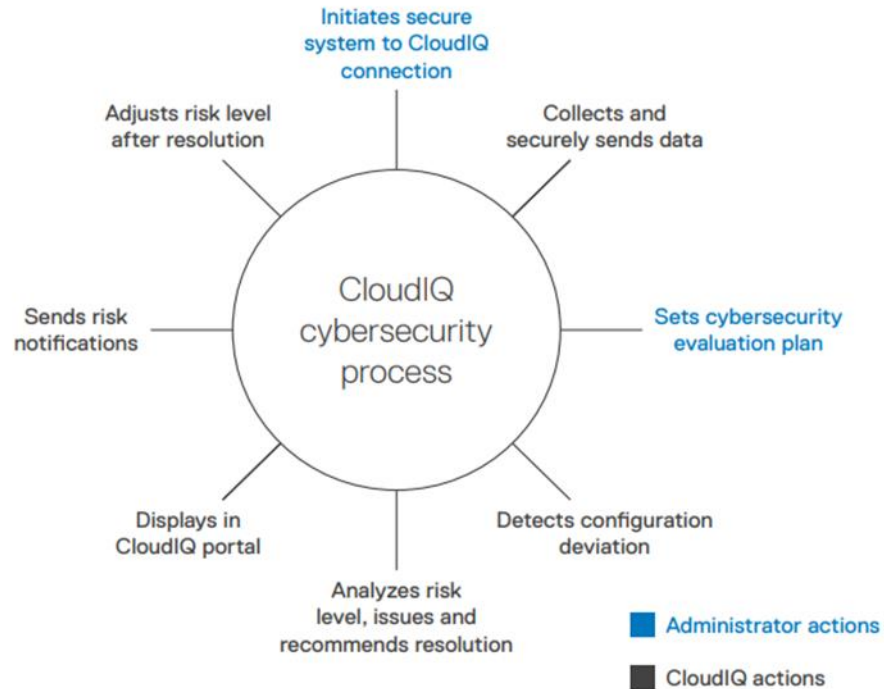 Initiates secure
system to CloudIQ
connection
Collects and
securely sends data
Sets cybersecurity
evaluation plan
Detects configuration
deviation
Analyzes risk
level, issues and
recommends resolution
Displays in
CloudIQ portal
Sends risk
notifications
Adjusts risk level
after resolution
CloudIQ
cybersecurity
process
Administrator actions
CloudIQ actions